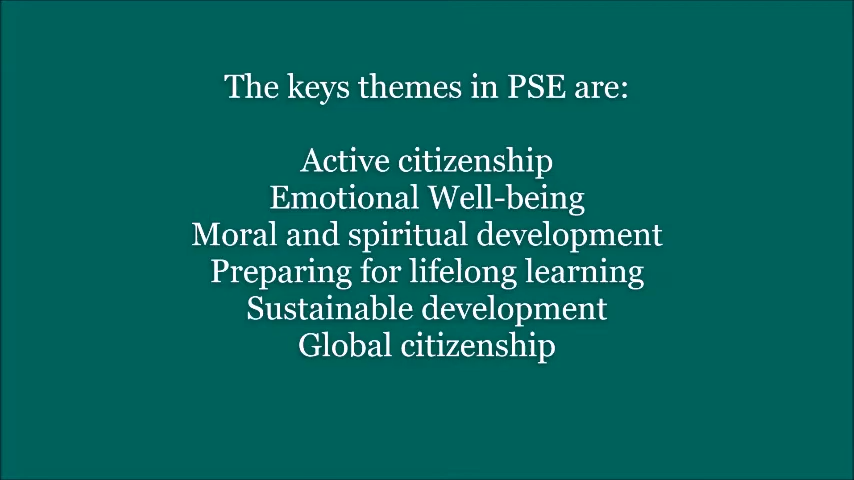 The keys themes in PSE are:
Active citizenship
Emotional Well-being
Moral and spiritual development
Preparing for lifelong learning
Sustainable development
Global citizenship